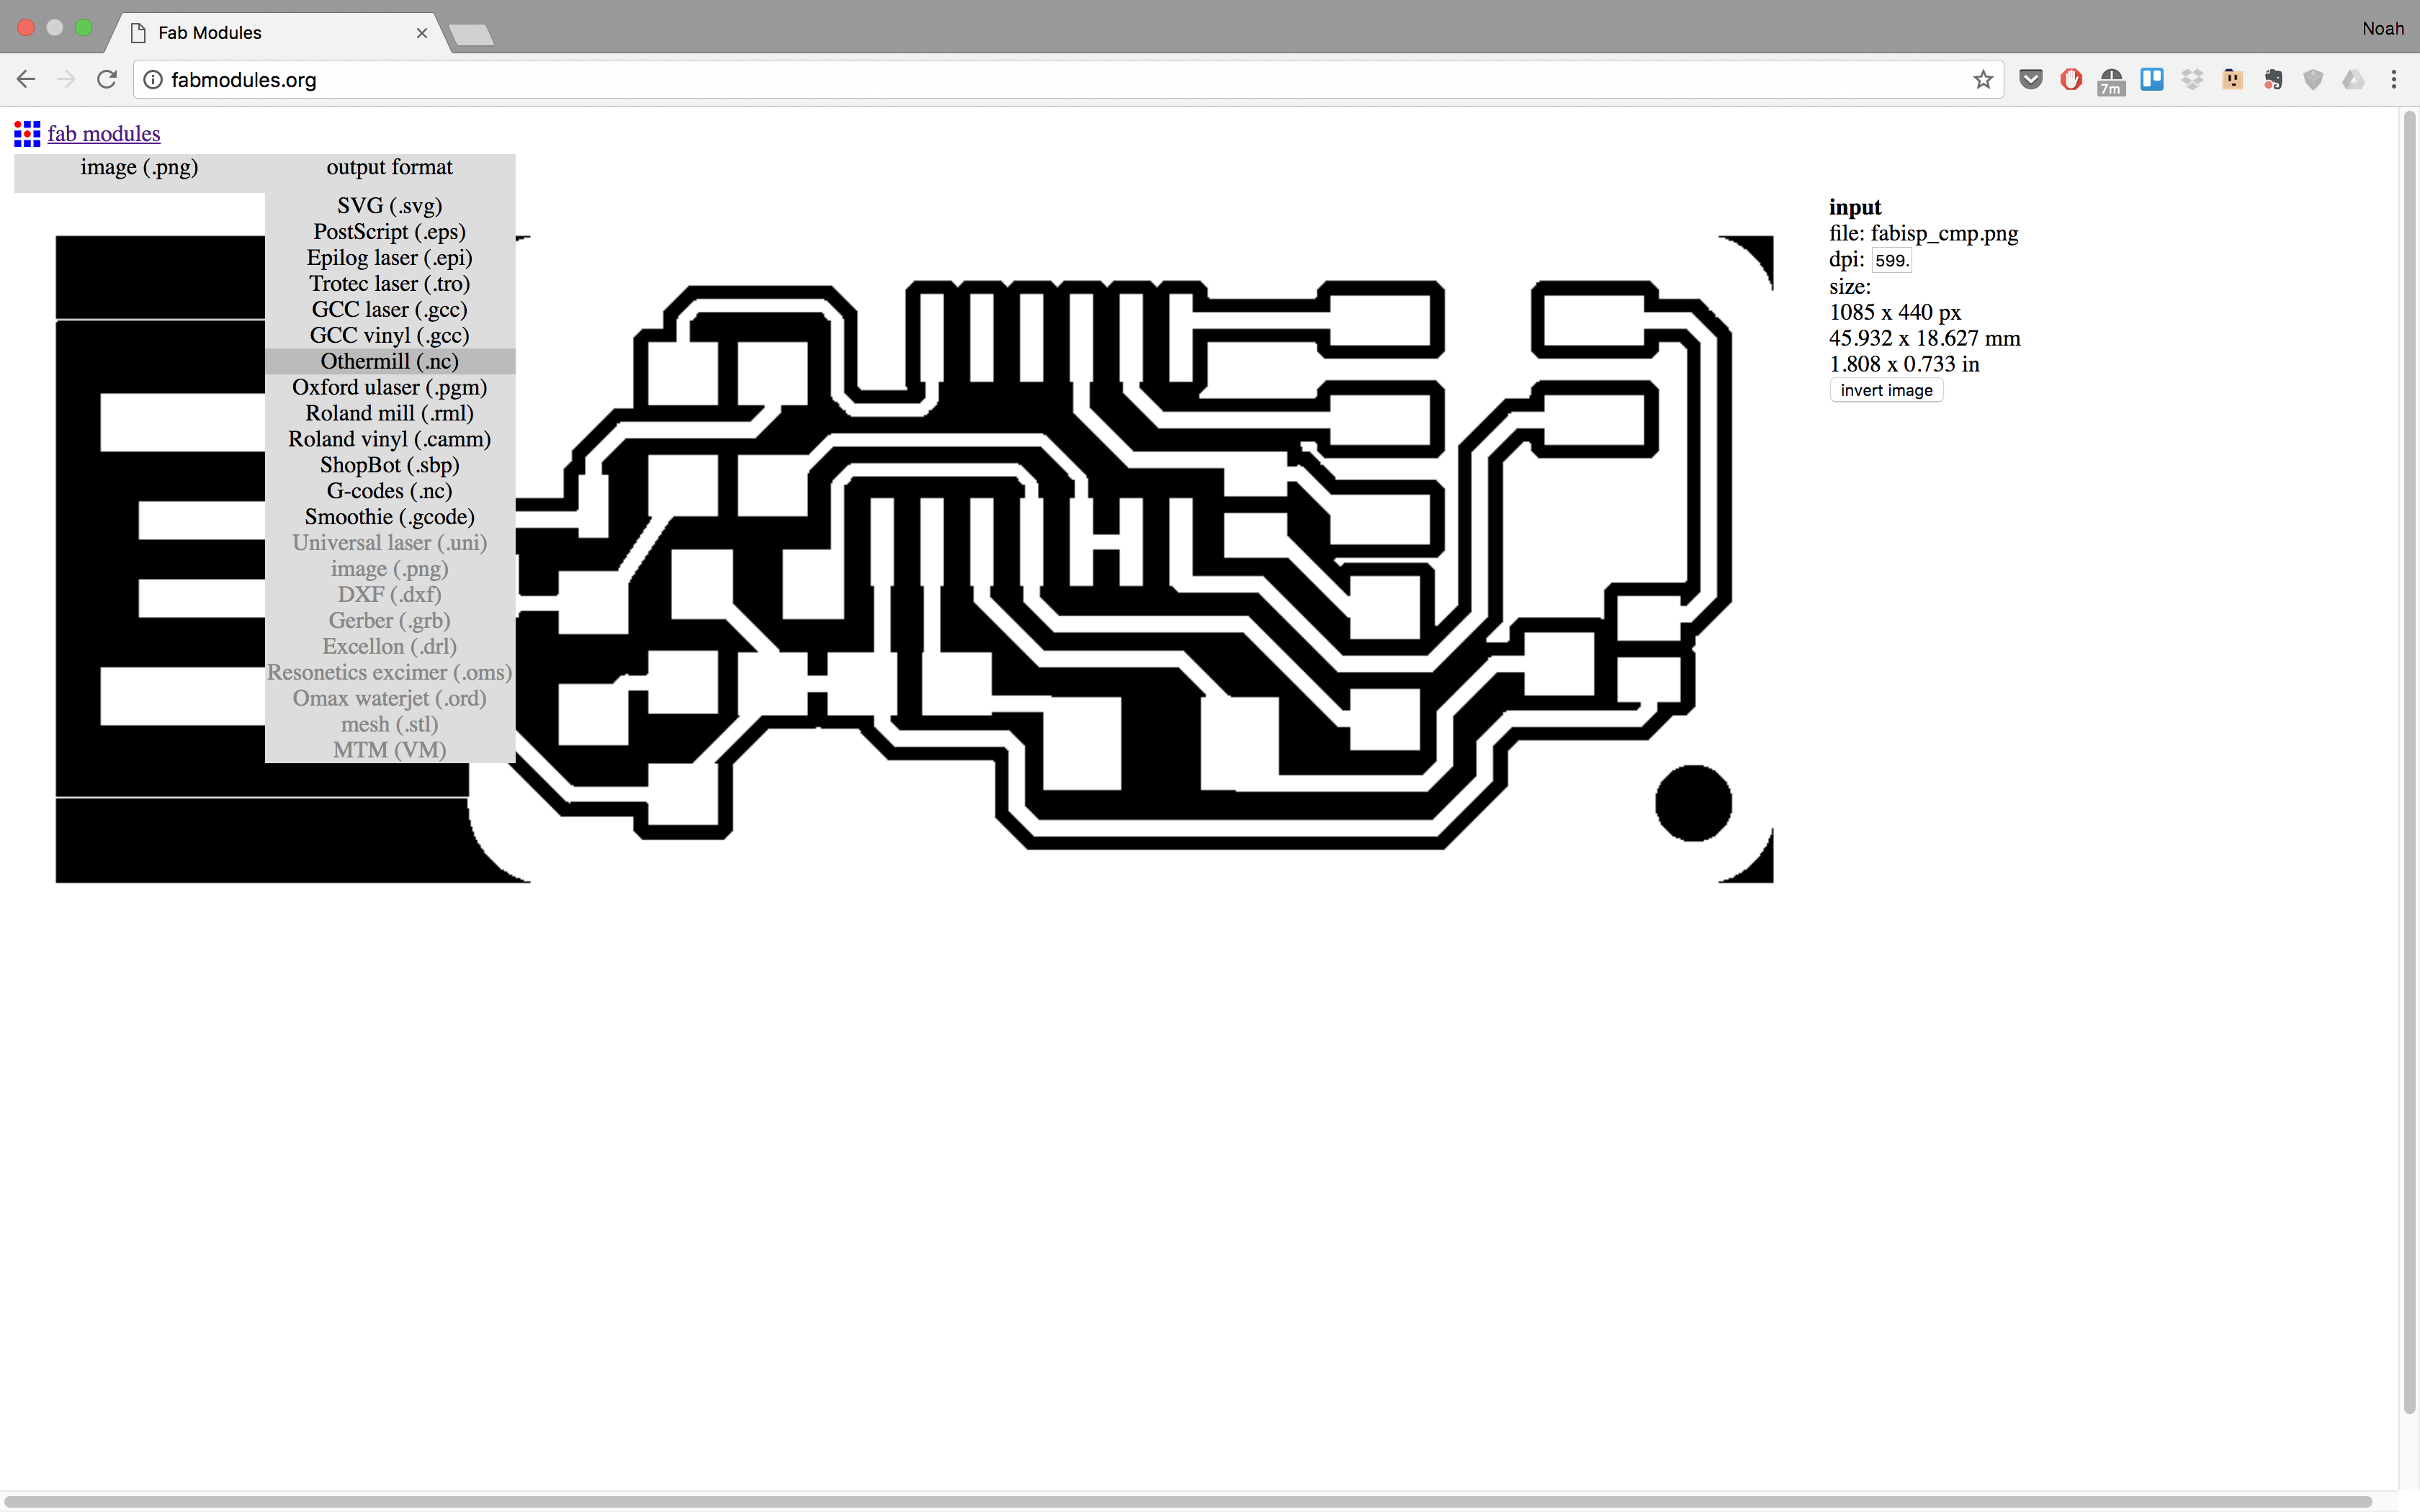 Fab Modules
Noah
fabmodules.org
7m
fab modules
image (.png)
output format
SVG (.svg)
PostScript (.eps)
Epilog laser (.epi)
Trotec laser (.tro)
GCC laser (.gcc)
GCC vinyl (.gcc)
Othermill (.nc)
Oxford ulaser (.pgm)
Roland mill (.rml)
Roland vinyl (.camm)
ShopBot (.sbp)
G-codes (.nc)
Smoothie (.gcode)
Universal laser (.uni)
image (.png)
DXF (.dxf)
Gerber (.grb)
Excellon (.drl)
Resonetics excimer (.oms)
Omax waterjet (.ord)
mesh (.stl)
MTM (VM)
input
file: fabisp_cmp.png
dpi: 599.
size:
1085 x 440 px
45.932 x 18.627 mm
1.808 x 0.733 in
invert image